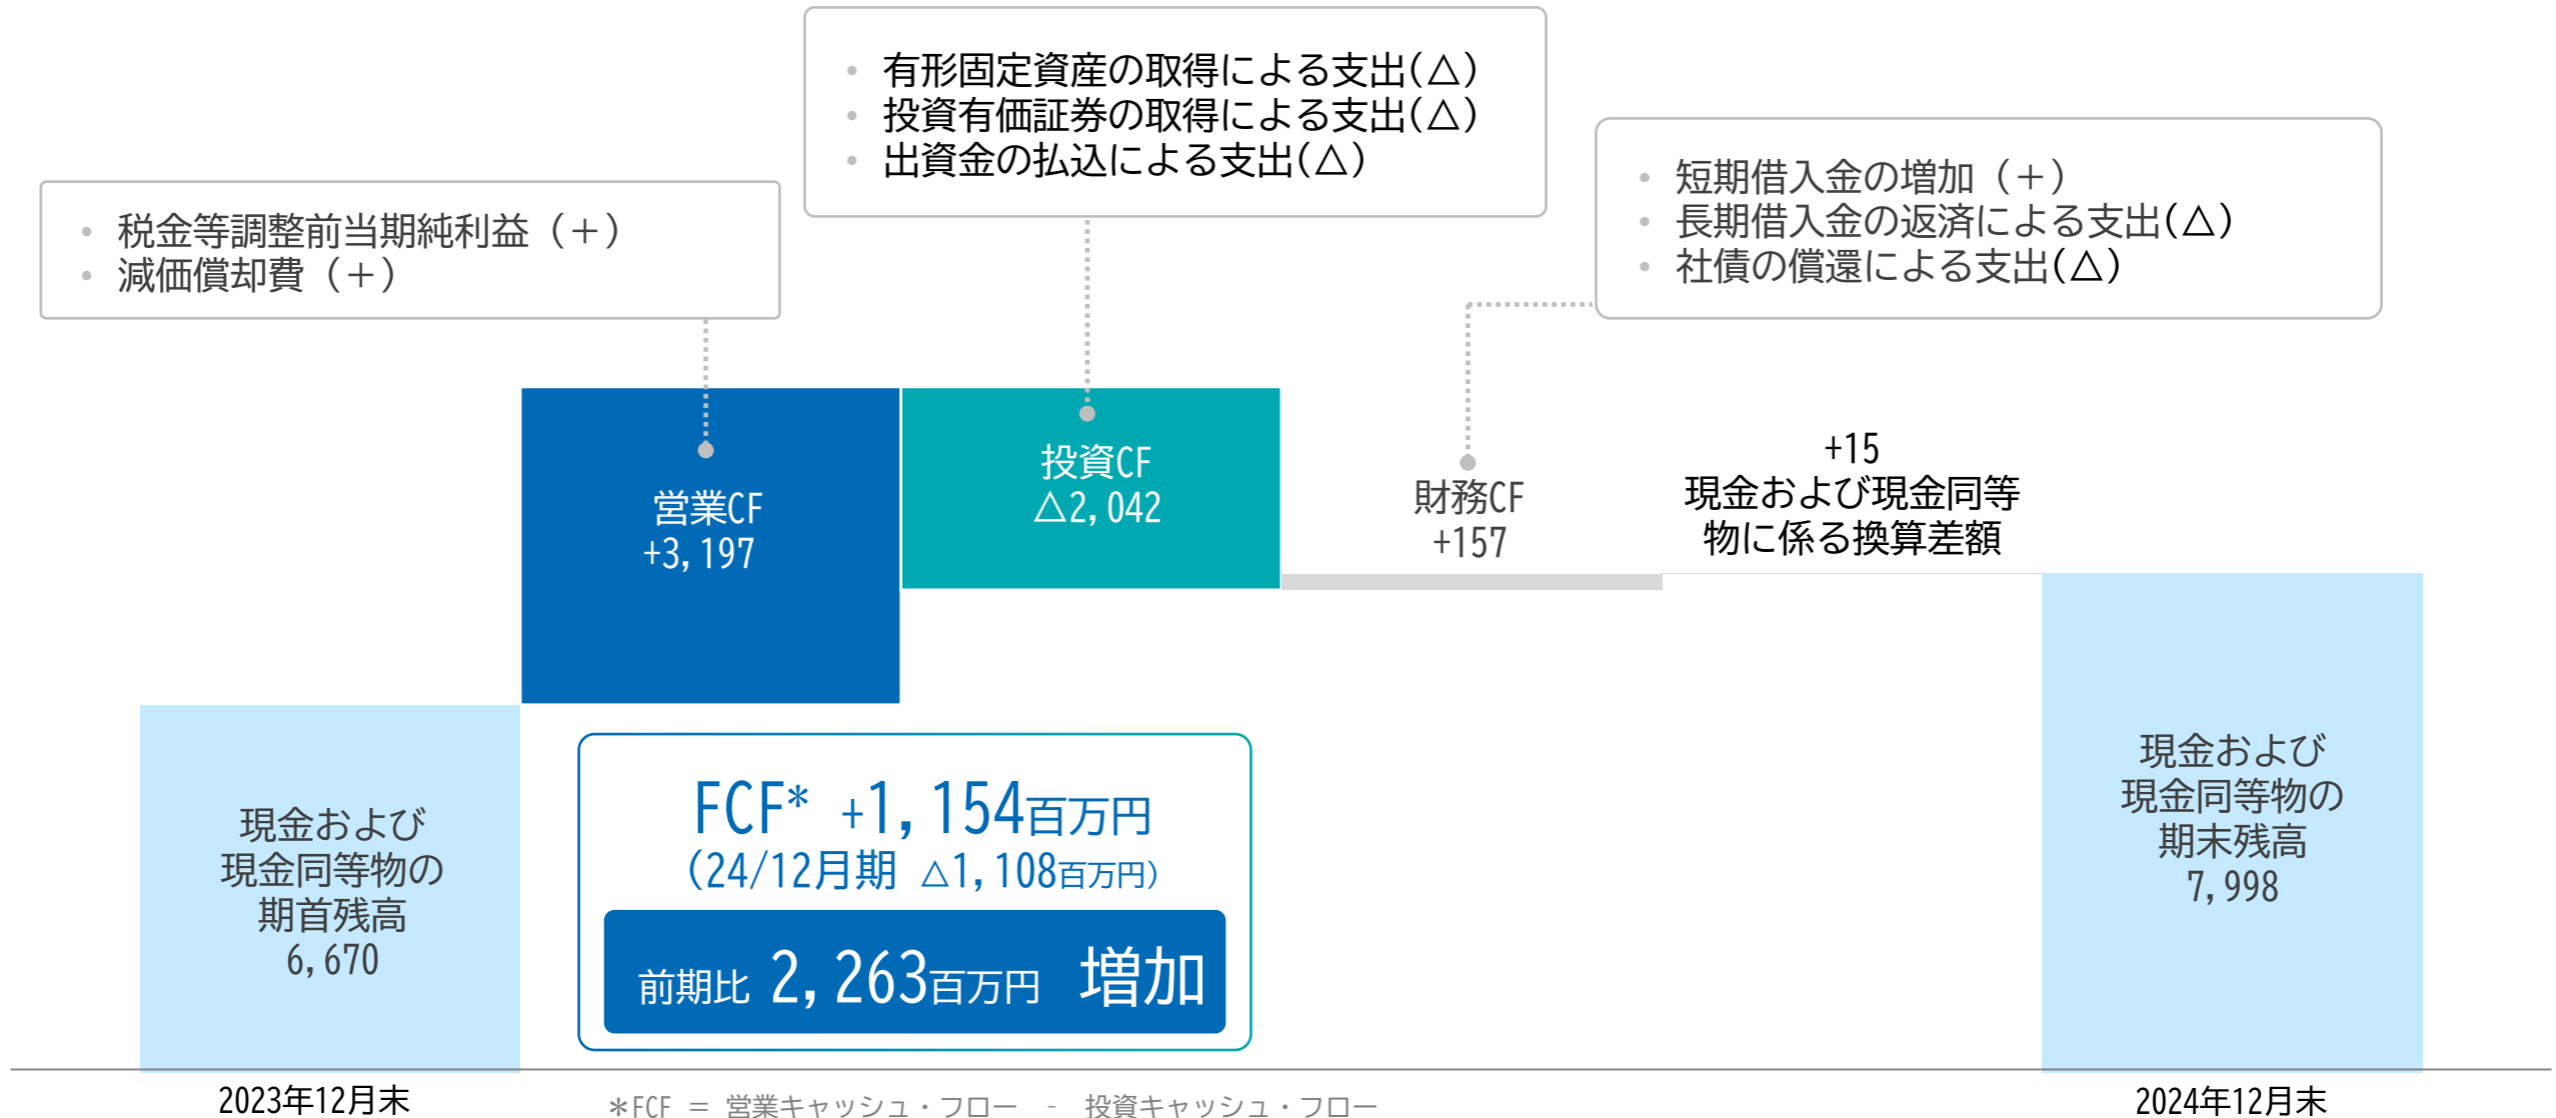 ・ 有形固定資産の取得による支出(△)
・ 投資有価証券の取得による支出(△)
・ 出資金の払込による支出(△)
・ 短期借入金の増加（＋）
・ 長期借入金の返済による支出(△)
・ 社債の償還による支出(△)
・ 税金等調整前当期純利益（＋）
・ 減価償却費（＋）
営業CF
+3,197
投資CF
△2,042
財務CF
+157
+15
現金および現金同等
物に係る換算差額
現金および
現金同等物の
期首残高
6,670
FCF* +1,154百万円
（24/12月期 △1,108百万円）
前期比 2,263百万円 増加
現金および
現金同等物の
期末残高
7,998
2023年12月末
*FCF = 営業キャッシュ・フロー - 投資キャッシュ・フロー
2024年12月末